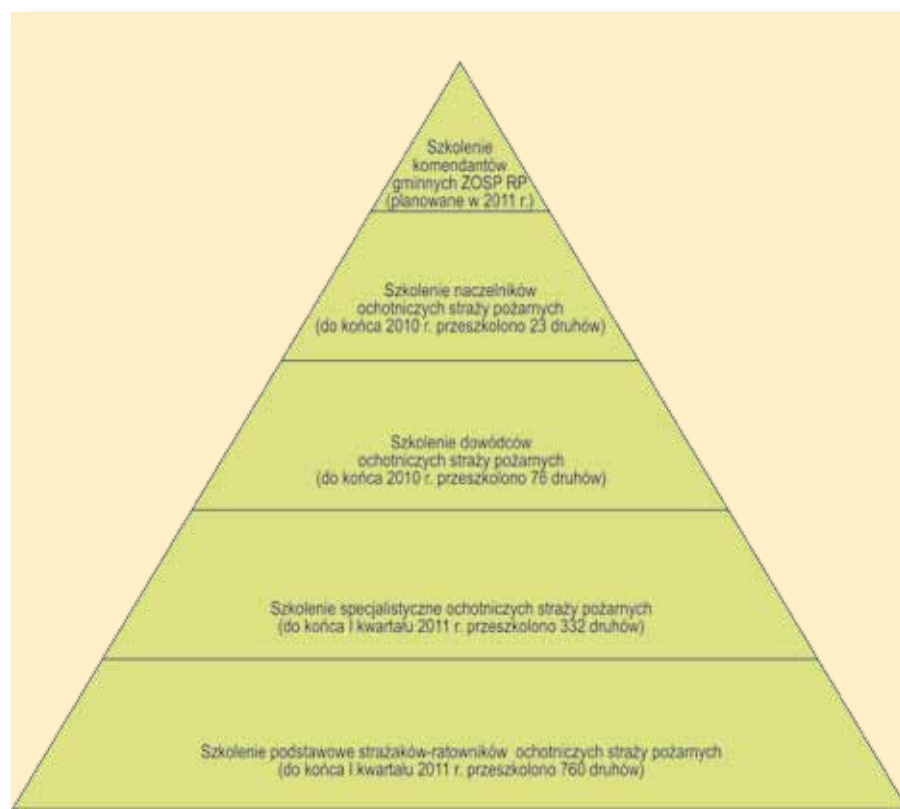 Szkolenie
komendantów
gminnych ZOSP RP
(planowane w 2011 r.)
Szkolenie naczelników
ochotniczych straży pożarnych
(do końca 2010 r. przeszkolono 23 druhów)
Szkolenie dowódców
ochotniczych straży pożarnych
(do końca 2010 r. przeszkolono 76 druhów)
Szkolenie specjalistyczne ochotniczych straży pożarnych
(do końca I kwartału 2011 r. przeszkolono 332 druhów)
Szkolenie podstawowe strażaków-ratowników ochotniczych straży pożarnych
(do końca I kwartału 2011 r. przeszkolono 760 druhów)